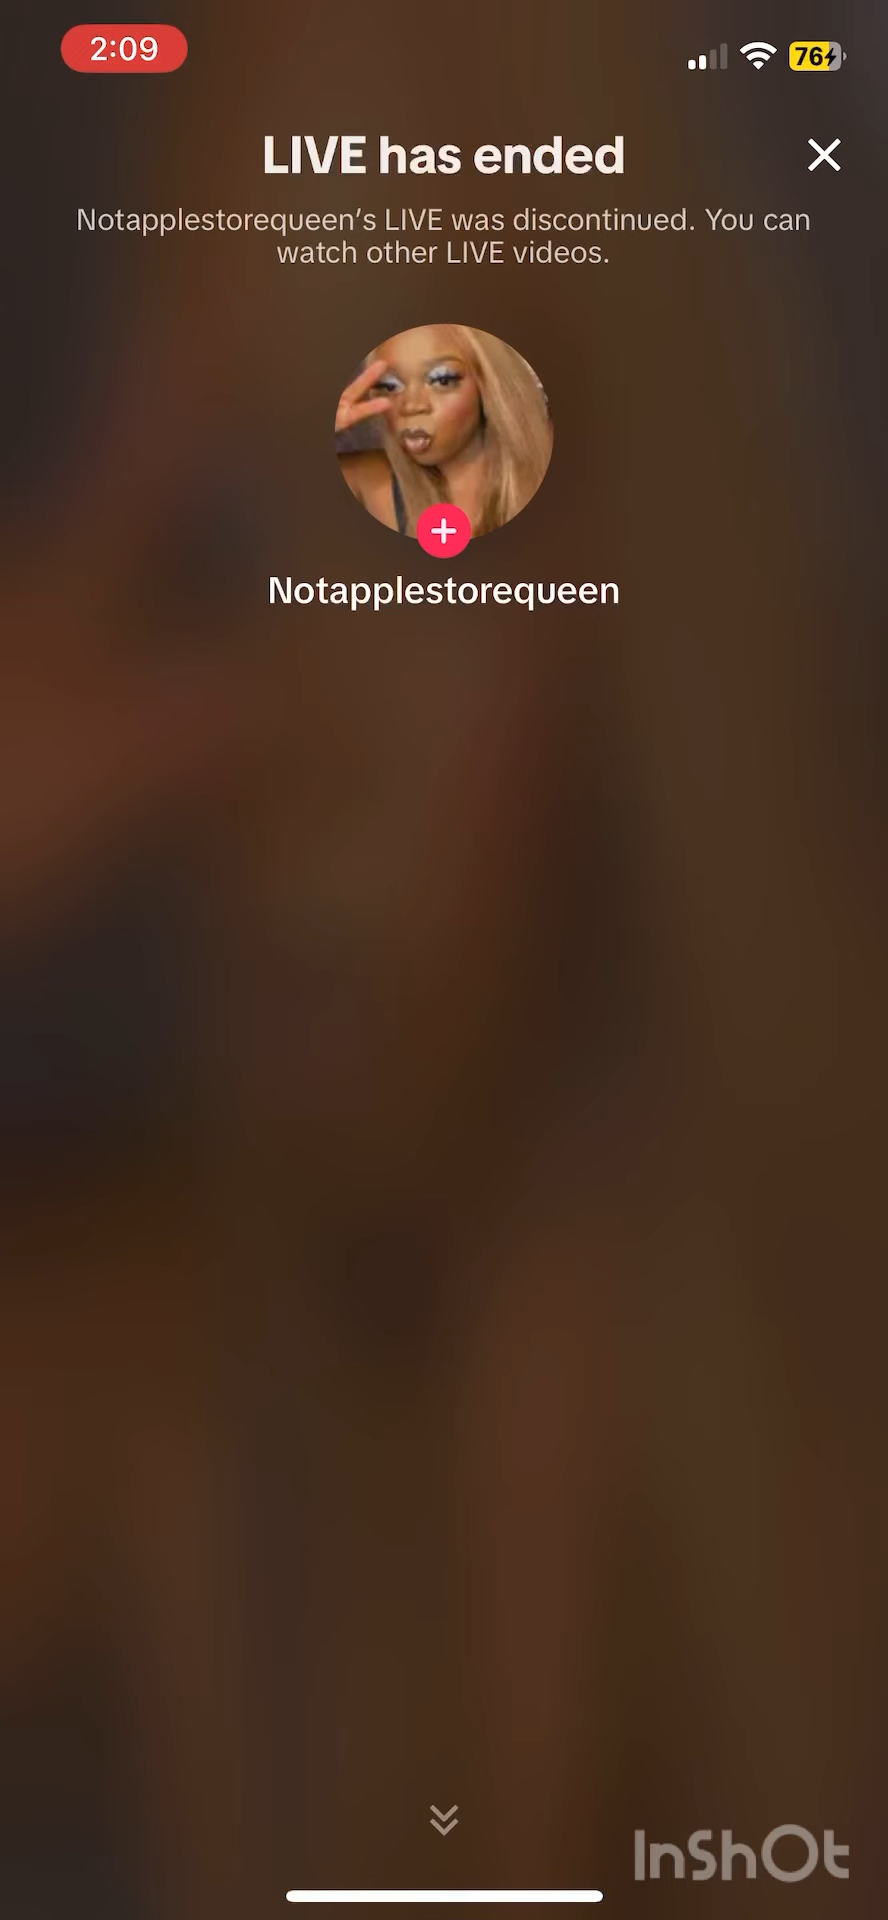 2:09
76
LIVE has ended
Notapplestorequeen's LIVE was discontinued. You can
watch other LIVE videos.
Notapplestorequeen
InShOt